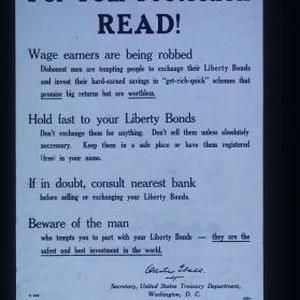 For Your Protection
READ!
Wage earners are being robbed
Dishonest men are tempting people to exchange their Liberty Bonds
and invest their hard-earned savings in "get-rich-quick" schemes that
promise big returns but are worthless.
Hold fast to your Liberty Bonds
Don't exchange them for anything. Don't sell them unless absolutely
neccessary. Keep them in a safe place or have them registered
(free) in your name.
If in doubt, consult nearest bank
before selling or exchanging your Liberty Bonds.
Beware of the man
who tempts you to part with your Liberty Bonds — they are the
safest and best investment in the world.
Secretary, United States Treasury Department,
Washington, D. C.